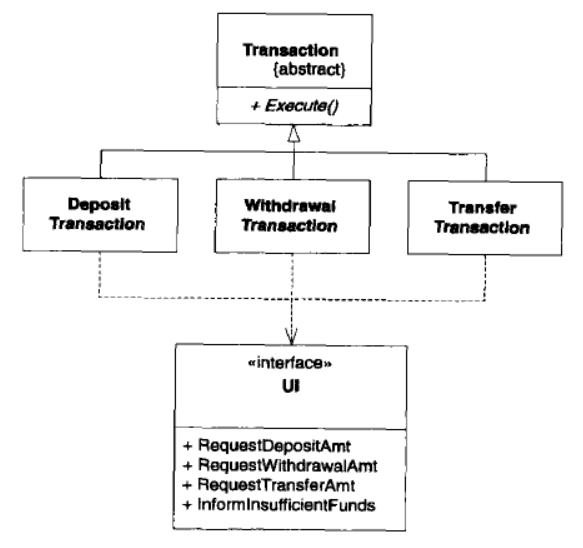 Transaction
{abstract}
+ Execute()
Deposit
Transaction
Withdrawal
Transaction
Transfer
Transaction
«interface»
UI
+ RequestDepositAmt
+ RequestWithdrawalAmt
+ RequestTransferAmt
+ InformInsufficientFunds